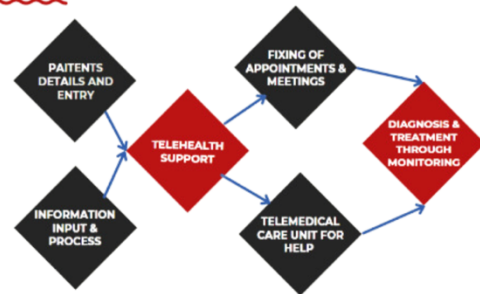 PAITENTS
DETAILS AND
ENTRY
INFORMATION
INPUT &
PROCESS
TELEHEALTH
SUPPORT
FIXING OF
APPOINTMENTS &
MEETINGS
TELEMEDICAL
CARE UNIT FOR
HELP
DIAGNOSIS &
TREATMENT
THROUGH
MONITORING